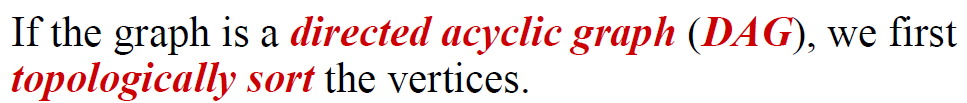 If the graph is a directed acyclic graph (DAG), we first
topologically sort the vertices.